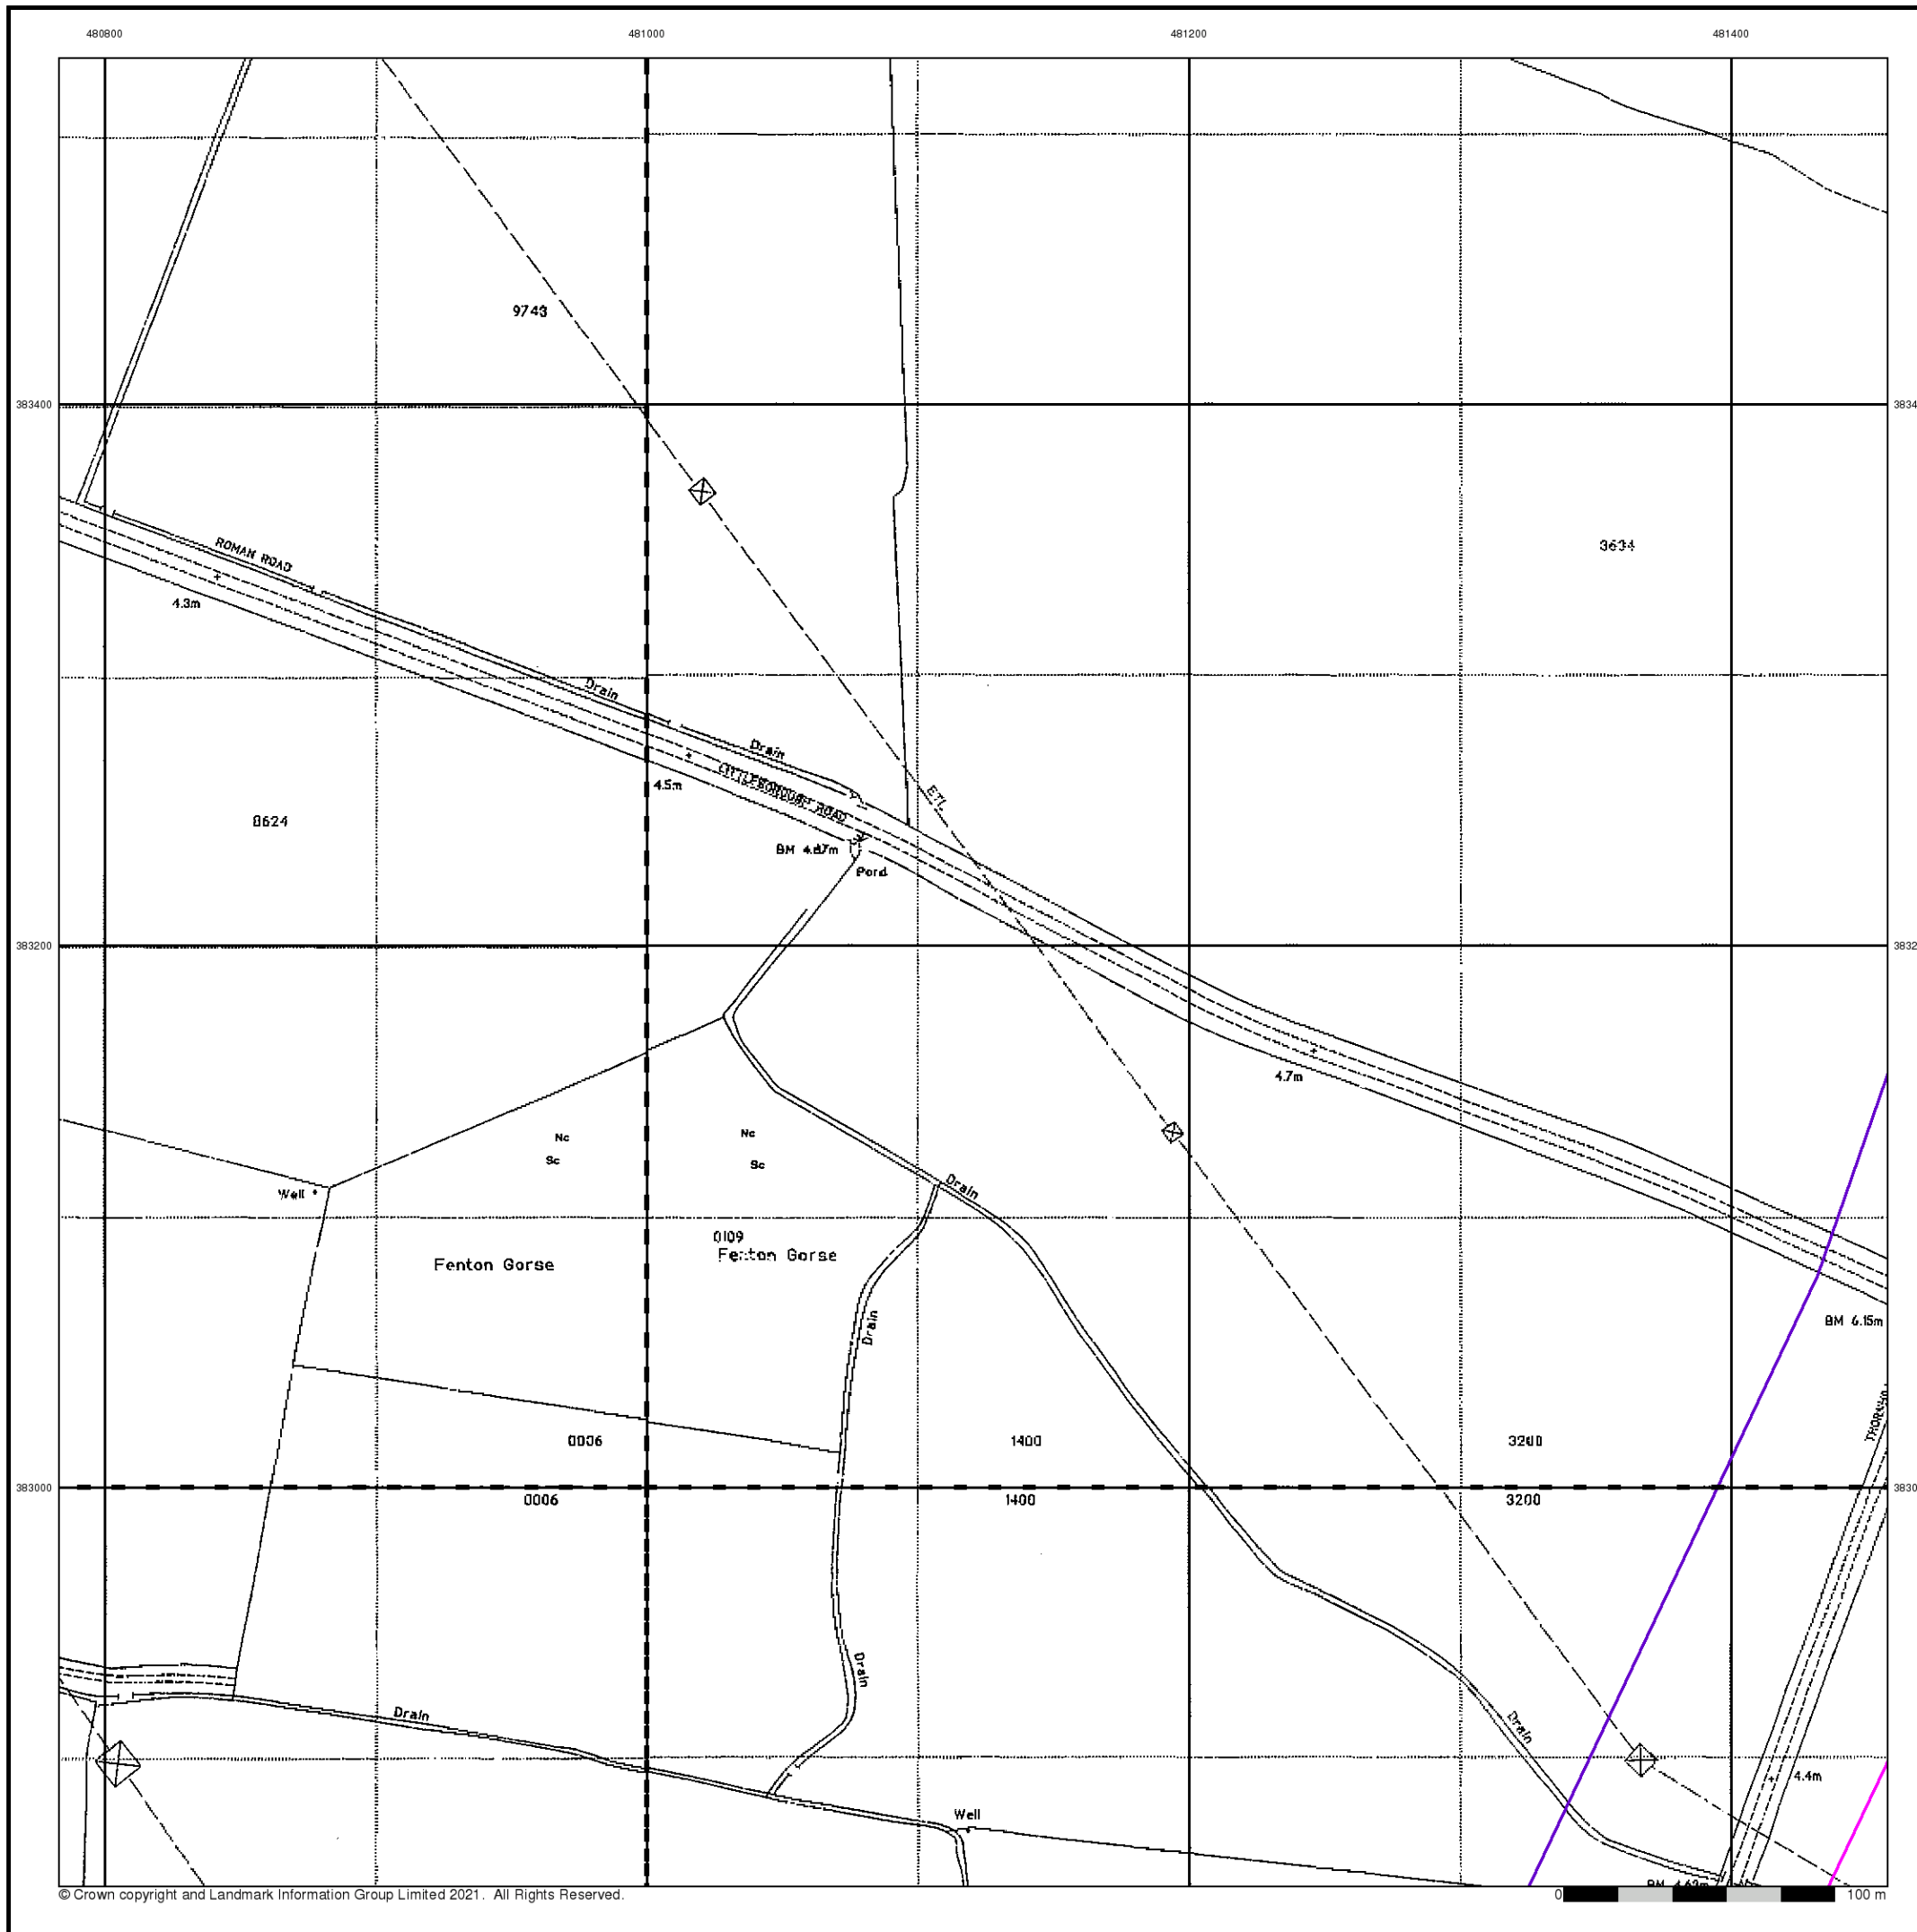 480800
481000
481200
481400
9743
383400
3634
ROMAN ROAD
4.3m
Drain
Drain
4.5m
ROAD
ETL
8624
BM
Pond
383200
4.7m
Nc
Nc
Sc
Sc
Well
Drain
0109
Fenton Gorse
Fenton Gorse
Drain
BM 6.15m
0006
1400
3200
383000
0006
1400
3200
Drain
Drain
Drain
4.4m
Well
BM 4.63m
© Crown copyright and Landmark Information Group Limited 2021. All Rights Reserved.
0
100 m